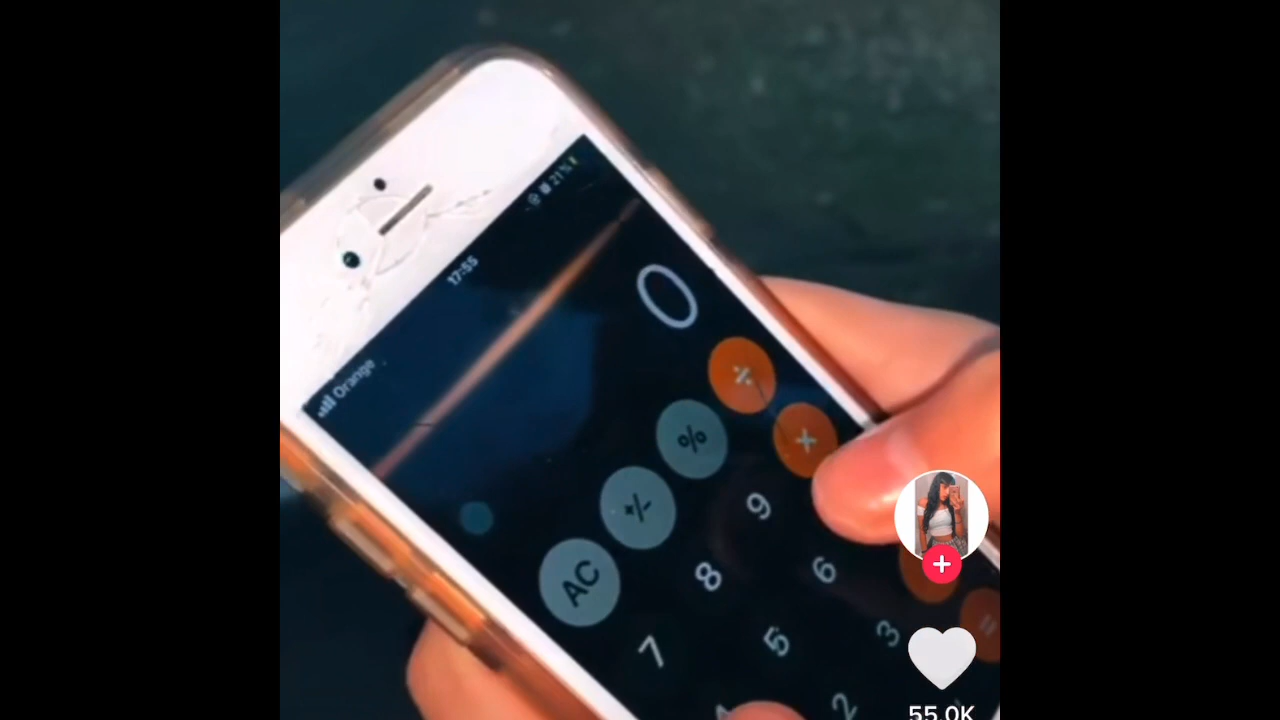 Orange 17:55 21%
0
AC +/- % ÷
7 8 9 ×
5 6
2 3 =
55.0K